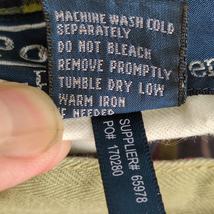 MACHINE WASH COLD
SEPARATELY
DO NOT BLEACH
REMOVE PROMPTLY
TUMBLE DRY LOW
WARM IRON
IF NEEDED
SUPPLIER# 65978
PO# 170280